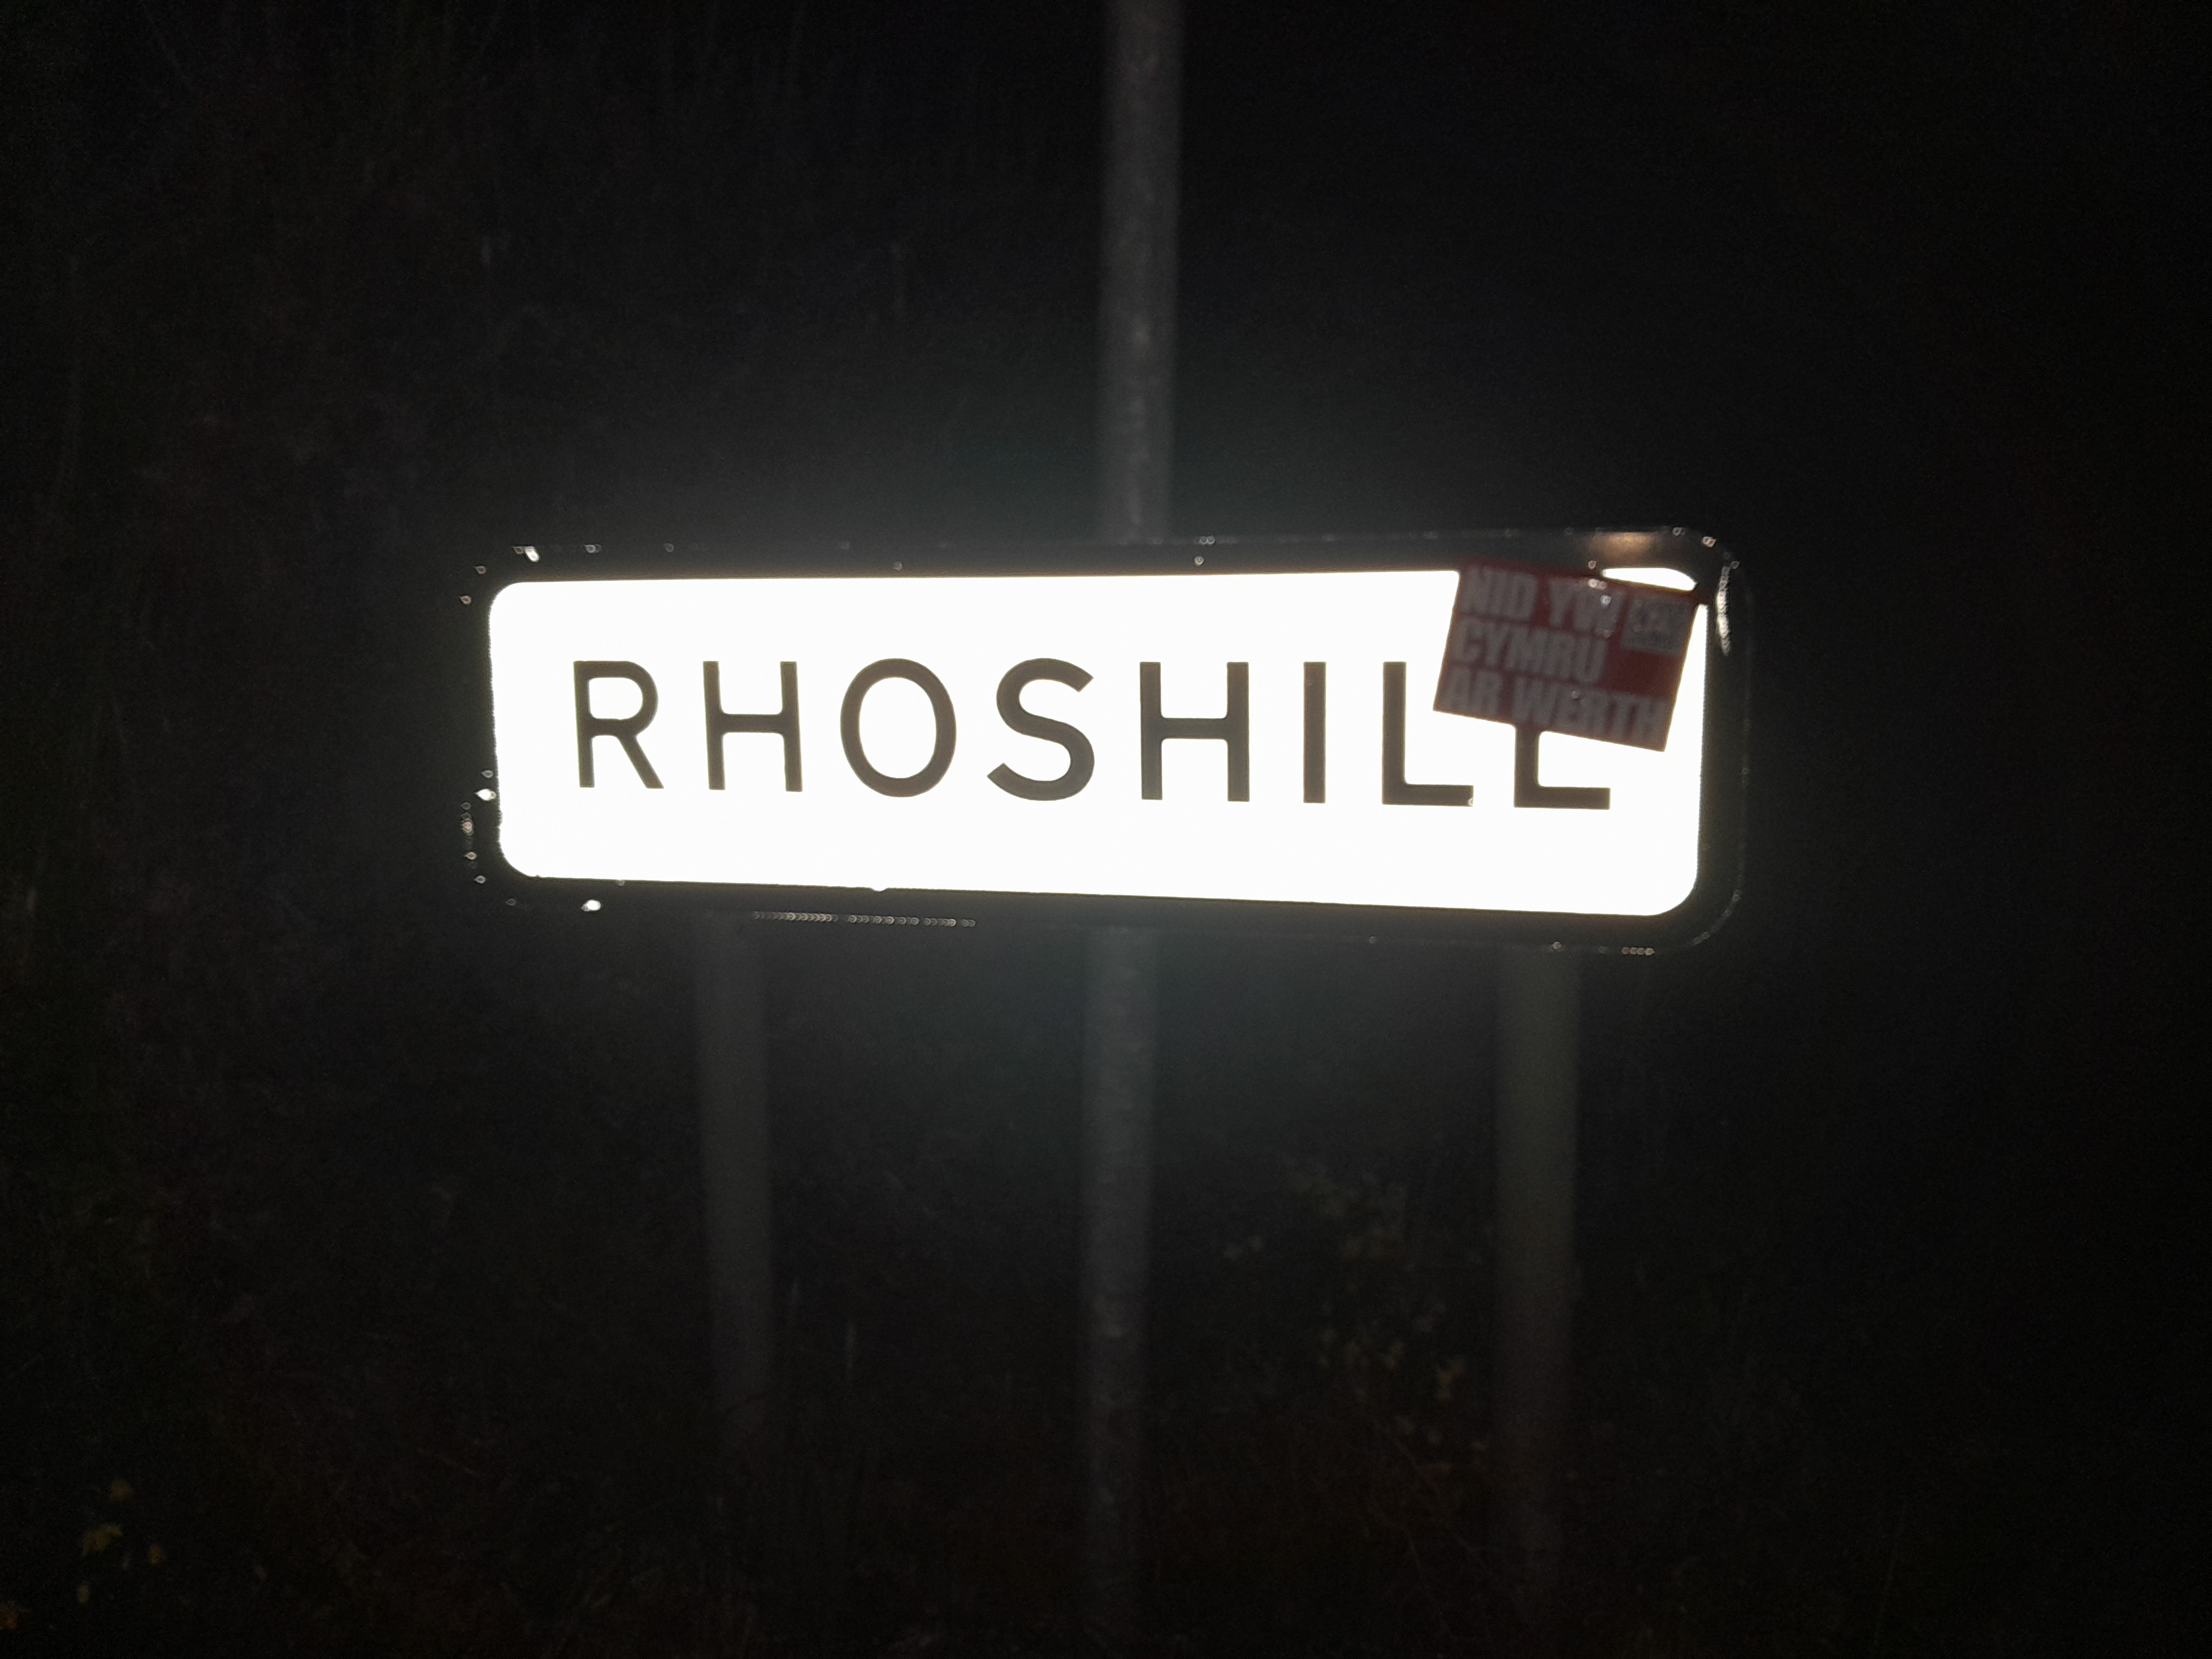 RHOSHILL
NID YW
CYMRU
AR WERTH